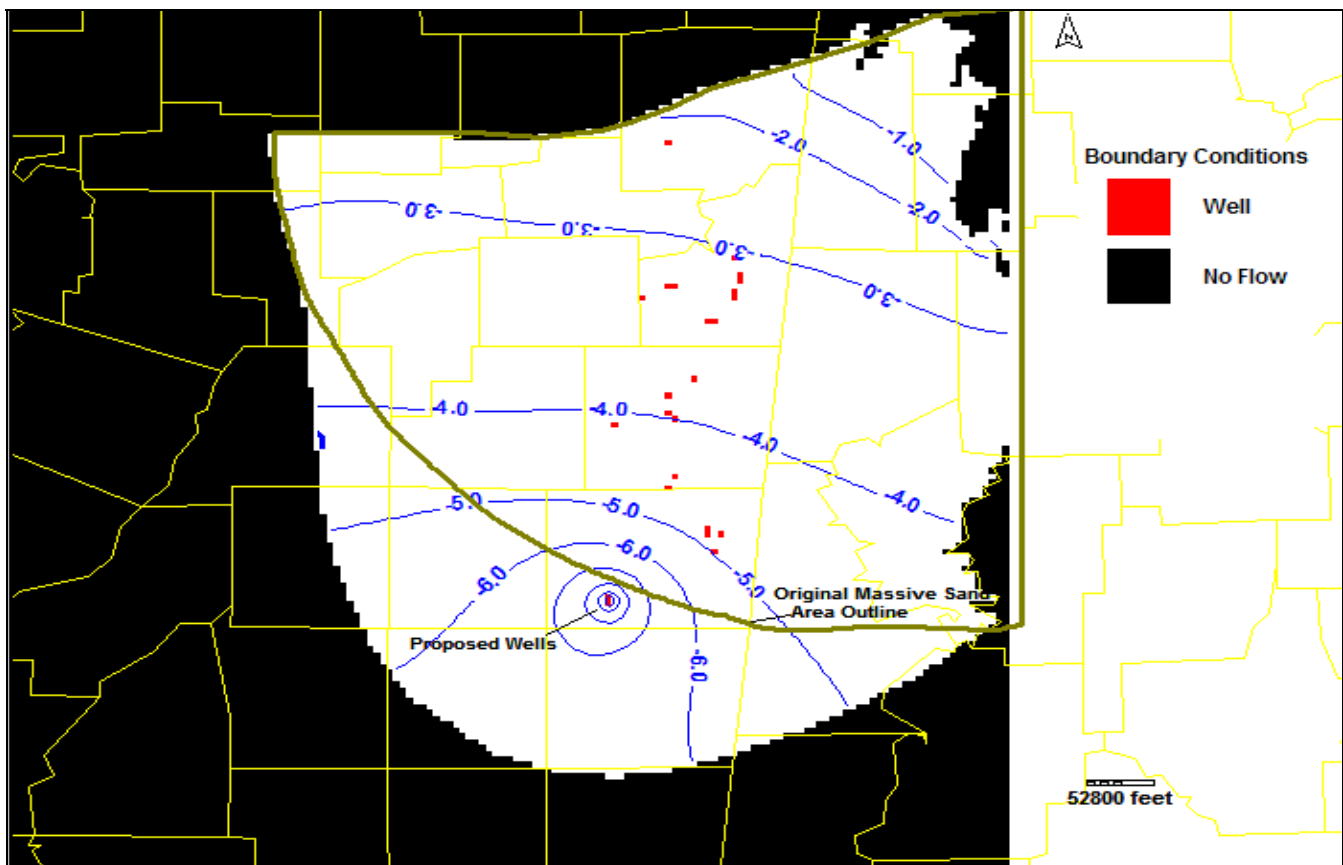 N
-1.0
-2.0
-2.0
Boundary Conditions
Well
No Flow
-3.0
-3.0
-3.0
-3.0
-4.0
-4.0
-4.0
-4.0
-5.0
-5.0
-5.0
-6.0
-6.0
-6.0
Original Massive Sand
Area Outline
Proposed Wells
52800 feet